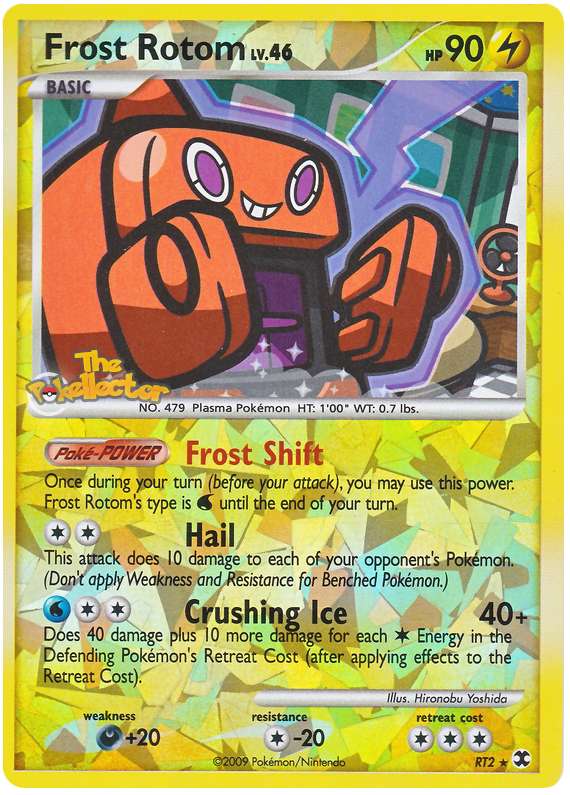 Frost Rotom LV.46 HP 90
BASIC
The
Pokellector
NO. 479 Plasma Pokémon HT: 1'00" WT: 0.7 lbs.
Poké-POWER Frost Shift
Once during your turn (before your attack), you may use this power.
Frost Rotom's type is until the end of your turn.
Hail
This attack does 10 damage to each of your opponent's Pokémon.
(Don't apply Weakness and Resistance for Benched Pokémon.)
Crushing Ice 40+
Does 40 damage plus 10 more damage for each Energy in the
Defending Pokémon's Retreat Cost (after applying effects to the
Retreat Cost).
Illus. Hironobu Yoshida
weakness resistance retreat cost
+20 -20
©2009 Pokémon/Nintendo RT2 ★